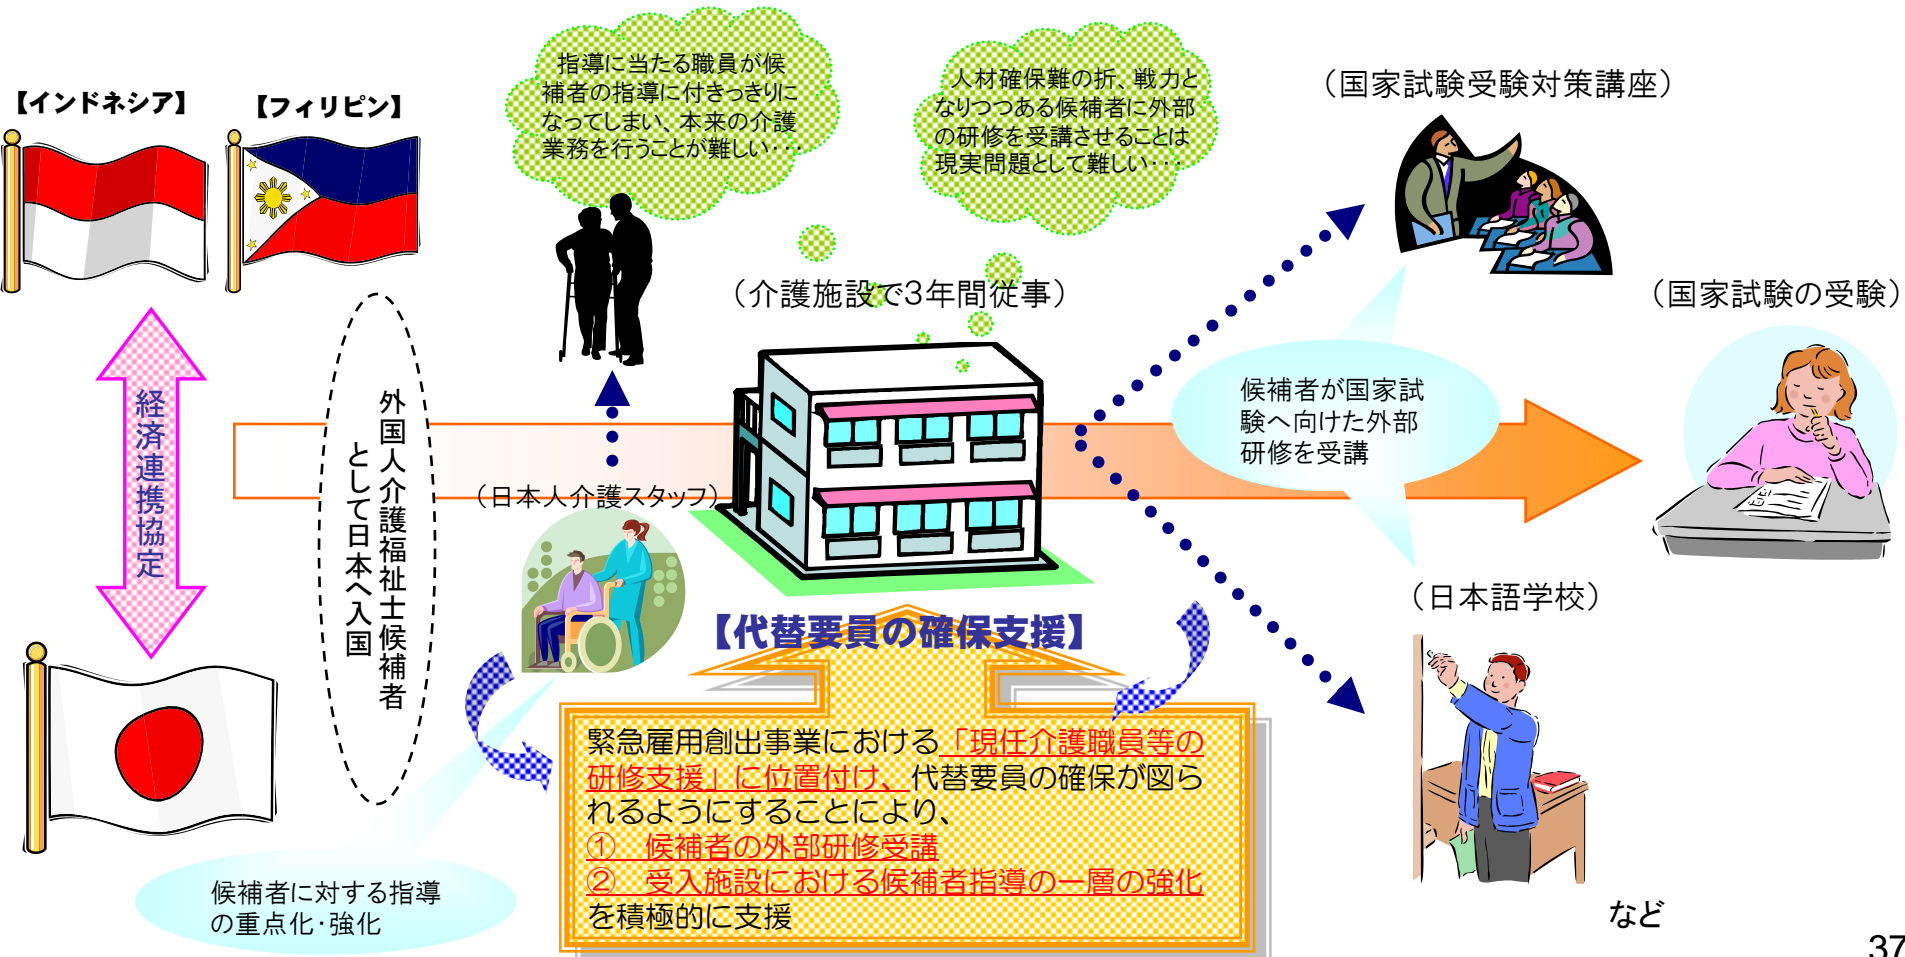 【インドネシア】
【フィリピン】
指導に当たる職員が候
補者の指導に付きっきりに
なってしまい、本来の介護
業務を行うことが難しい･･･
人材確保難の折、戦力と
なりつつある候補者に外部
の研修を受講させることは
現実問題として難しい･･･
（国家試験受験対策講座）
（介護施設で3年間従事）
（国家試験の受験）
経済連携協定
外国人介護福祉士候補者
として日本へ入国
候補者が国家試
験へ向けた外部
研修を受講
（日本人介護スタッフ）
（日本語学校）
【代替要員の確保支援】
緊急雇用創出事業における「現任介護職員等の
研修支援」に位置付け、代替要員の確保が図ら
れるようにすることにより、
①　候補者の外部研修受講
②　受入施設における候補者指導の一層の強化
を積極的に支援
候補者に対する指導
の重点化･強化
など
37